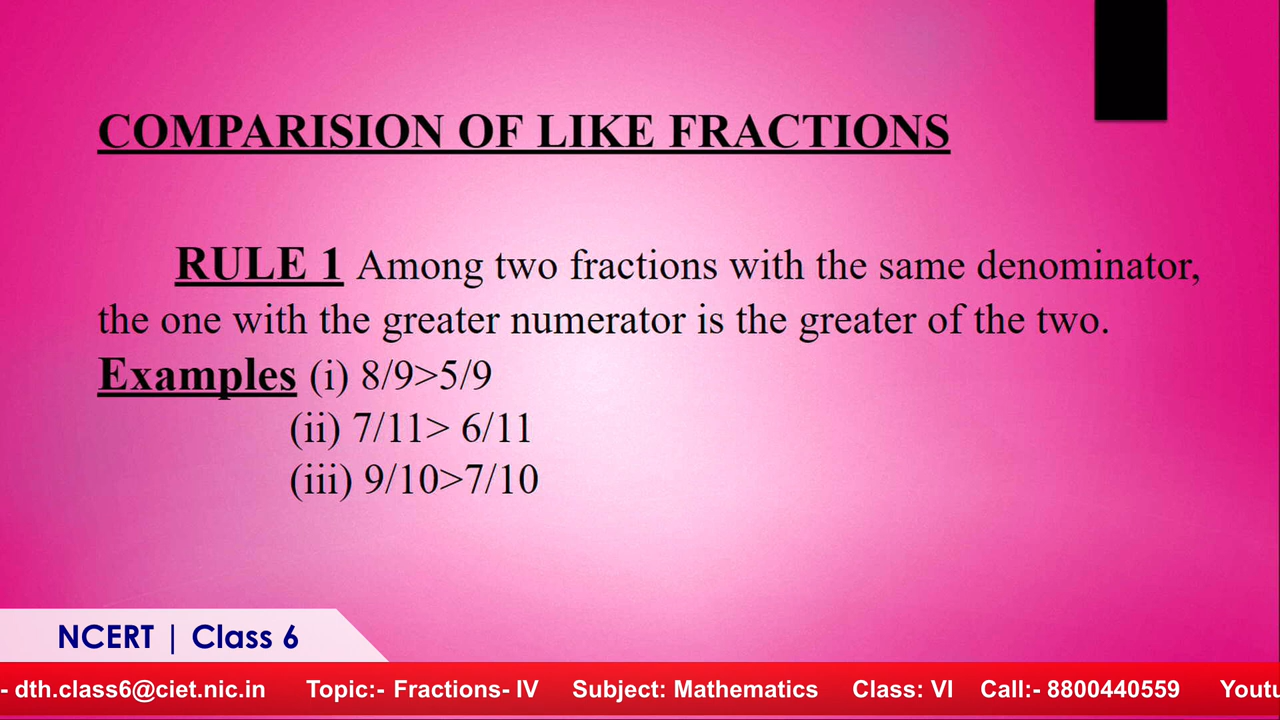 COMPARISION OF LIKE FRACTIONS
RULE 1 Among two fractions with the same denominator,
the one with the greater numerator is the greater of the two.
Examples (i) 8/9>5/9
(ii) 7/11> 6/11
(iii) 9/10>7/10
NCERT | Class 6
- dth.class6@ciet.nic.in Topic:- Fractions- IV Subject: Mathematics Class: VI Call:- 8800440559